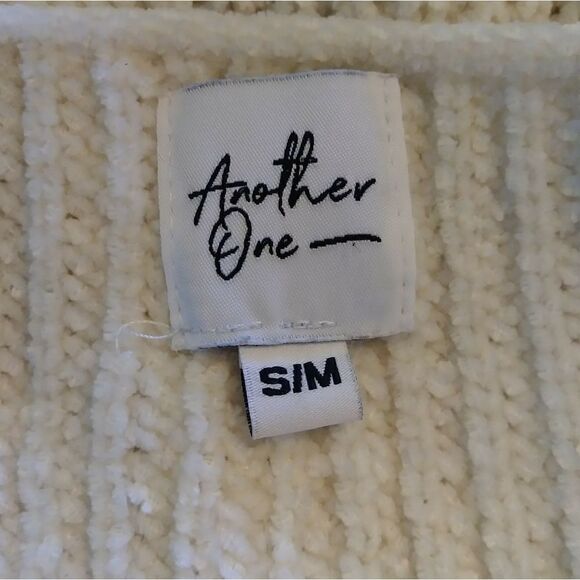 Another
One —
S/M